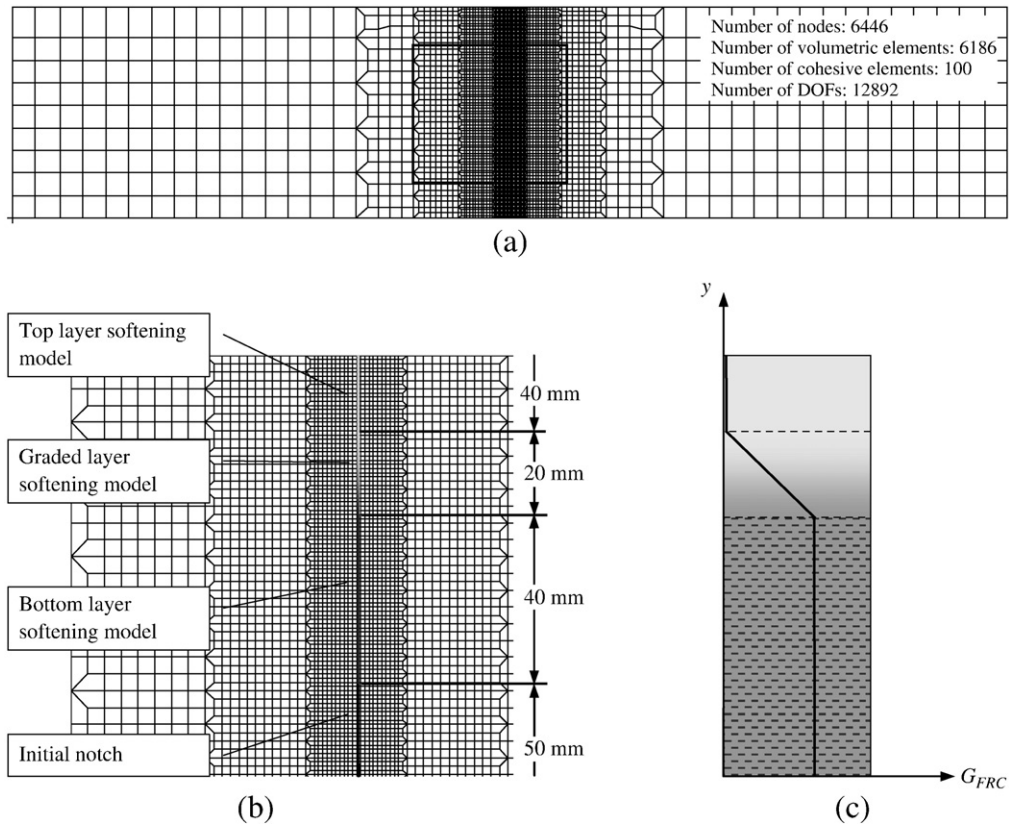 Number of nodes: 6446
Number of volumetric elements: 6186
Number of cohesive elements: 100
Number of DOFs: 12892
(a)
Top layer softening
model
Graded layer
softening model
Bottom layer
softening model
Initial notch
40 mm
20 mm
40 mm
50 mm
(b)
y
G_FRC
(c)